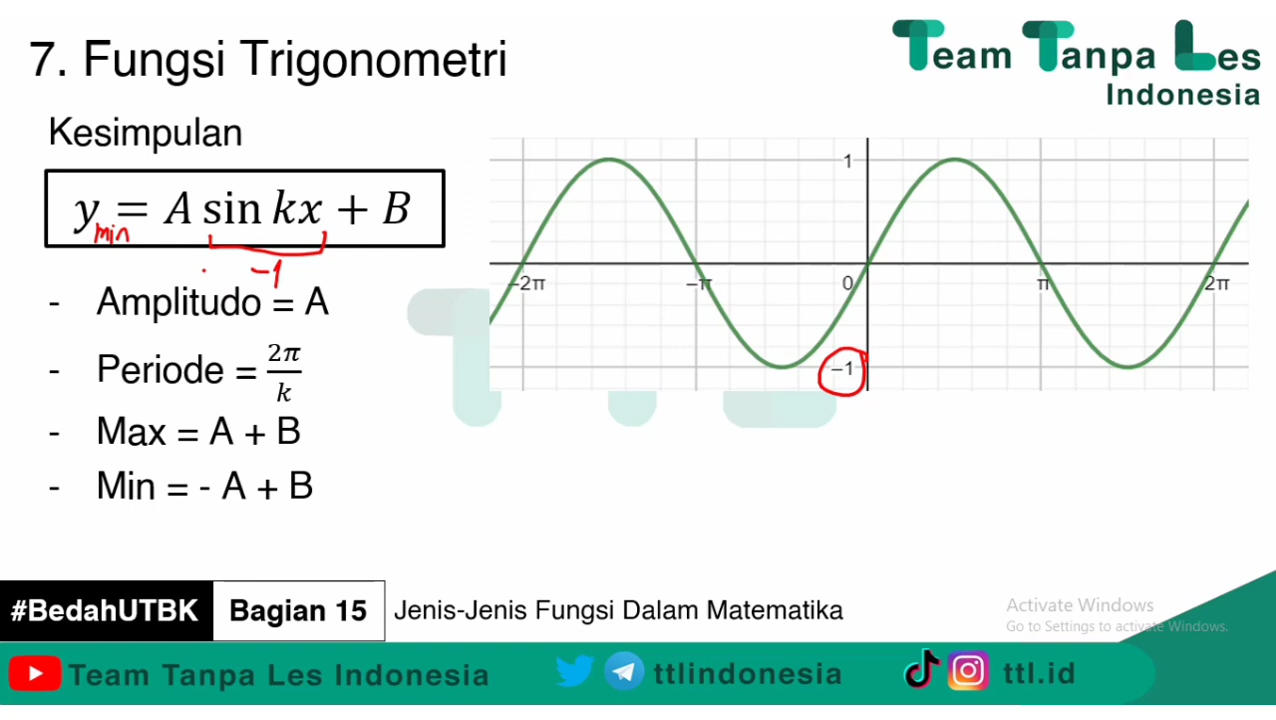 7. Fungsi Trigonometri
Team Tanpa Les
Indonesia
Kesimpulan
y = A sin kx + B
min
-1
- Amplitudo = A
- Periode = 2π/k
- Max = A + B
- Min = - A + B
1
−2π −π 0 π 2π
−1
#BedahUTBK Bagian 15 Jenis-Jenis Fungsi Dalam Matematika
Activate Windows
Go to Settings to activate Windows.
Team Tanpa Les Indonesia ttlindonesia ttl.id